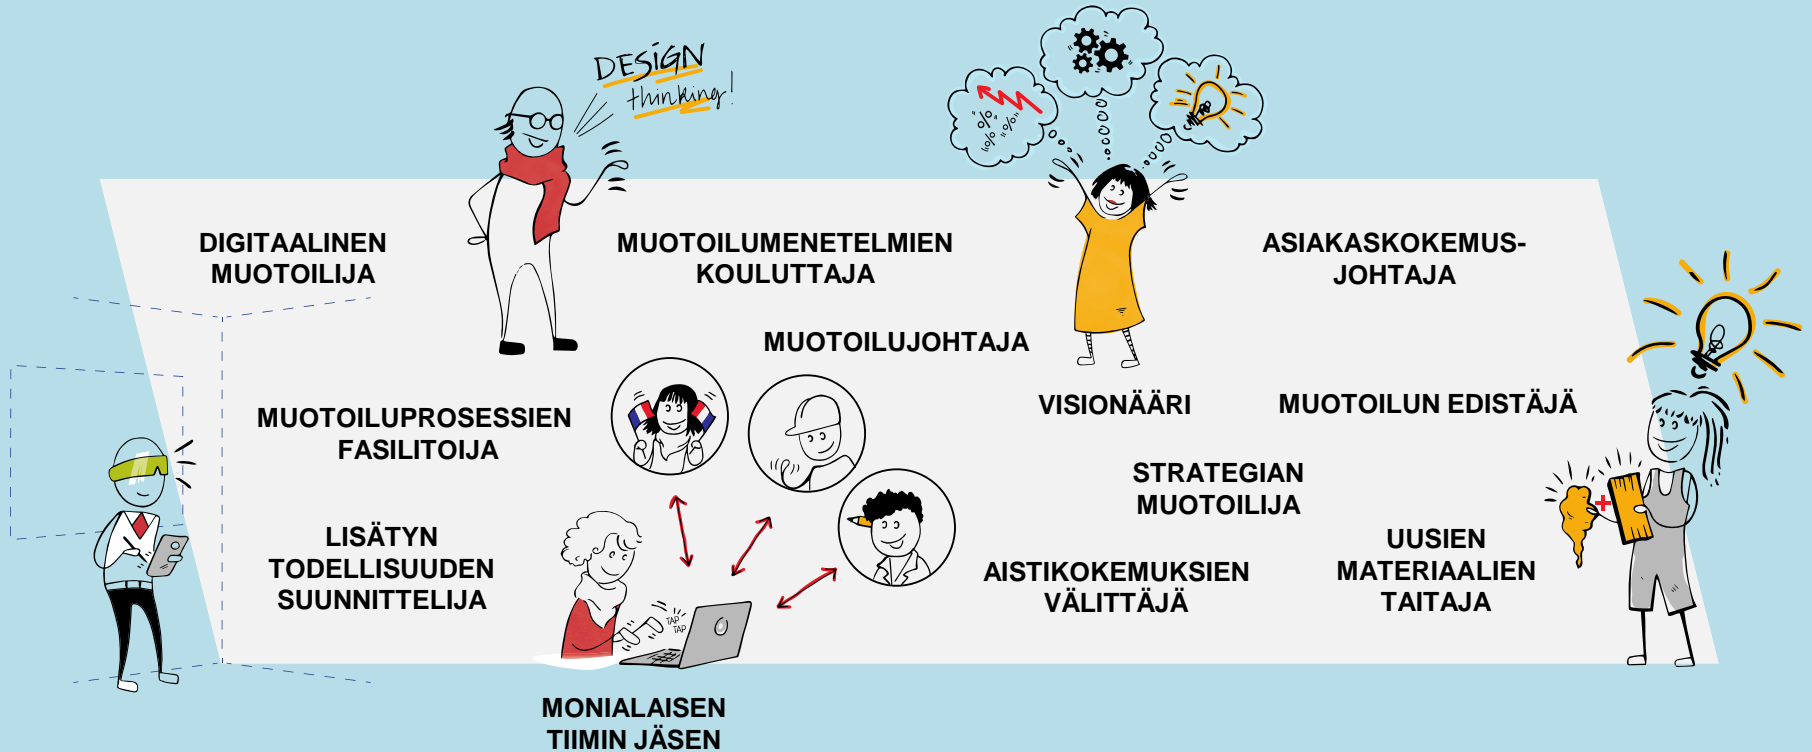 DESiGN
thinking!
"%"
"%"
"%"
DIGITAALINEN
MUOTOILIJA
MUOTOILUMENETELMIEN
KOULUTTAJA
ASIAKASKOKEMUS-
JOHTAJA
MUOTOILUJOHTAJA
MUOTOILUPROSESSIEN
FASILITOIJA
VISIONÄÄRI
MUOTOILUN EDISTÄJÄ
STRATEGIAN
MUOTOILIJA
LISÄTYN
TODELLISUUDEN
SUUNNITTELIJA
AISTIKOKEMUKSIEN
VÄLITTÄJÄ
UUSIEN
MATERIAALIEN
TAITAJA
+
TAP
TAP
MONIALAISEN
TIIMIN JÄSEN